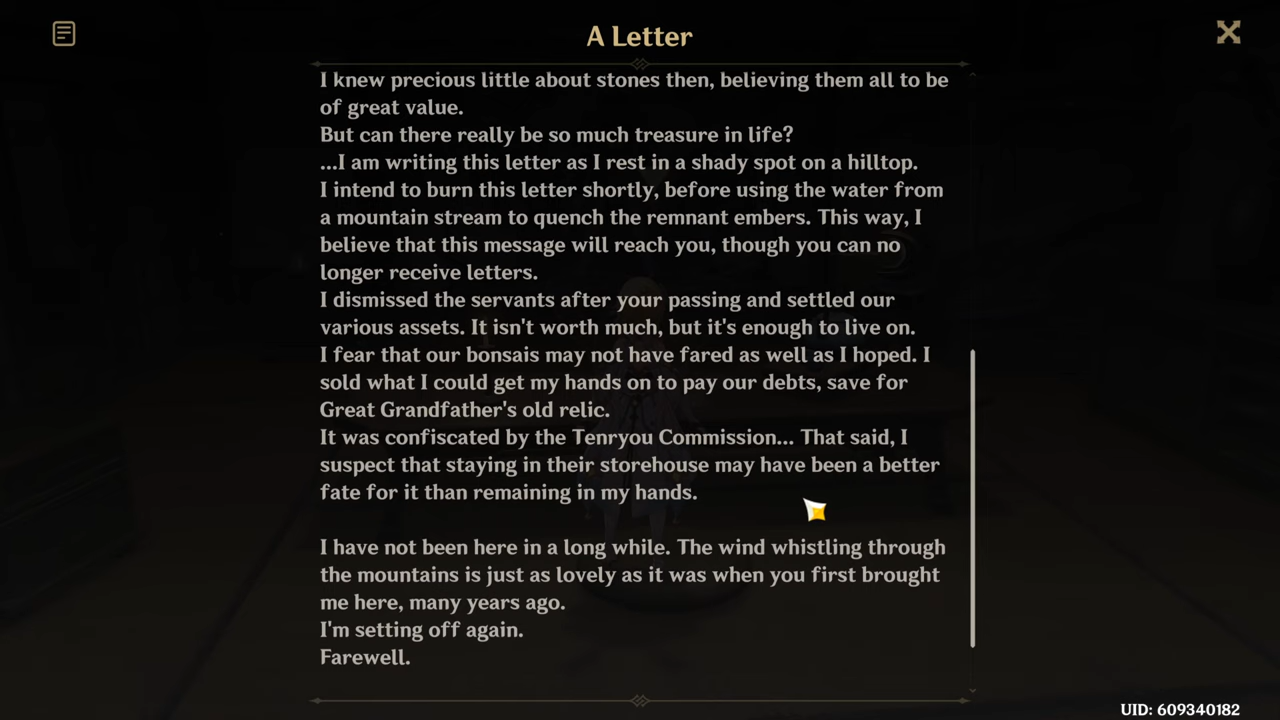 A Letter
I knew precious little about stones then, believing them all to be
of great value.
But can there really be so much treasure in life?
...I am writing this letter as I rest in a shady spot on a hilltop.
I intend to burn this letter shortly, before using the water from
a mountain stream to quench the remnant embers. This way, I
believe that this message will reach you, though you can no
longer receive letters.
I dismissed the servants after your passing and settled our
various assets. It isn't worth much, but it's enough to live on.
I fear that our bonsais may not have fared as well as I hoped. I
sold what I could get my hands on to pay our debts, save for
Great Grandfather's old relic.
It was confiscated by the Tenryou Commission... That said, I
suspect that staying in their storehouse may have been a better
fate for it than remaining in my hands.
I have not been here in a long while. The wind whistling through
the mountains is just as lovely as it was when you first brought
me here, many years ago.
I'm setting off again.
Farewell.
UID: 609340182